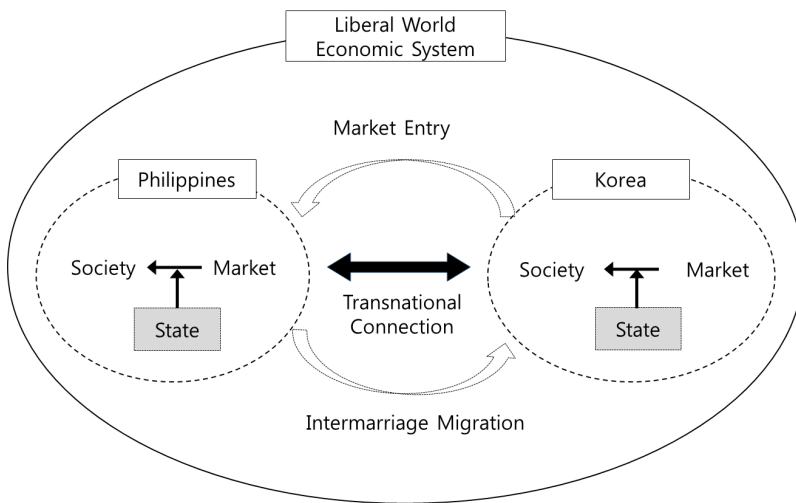 Liberal World
Economic System
Market Entry
Philippines
Korea
Society
Market
State
Transnational
Connection
Society
Market
State
Intermarriage Migration